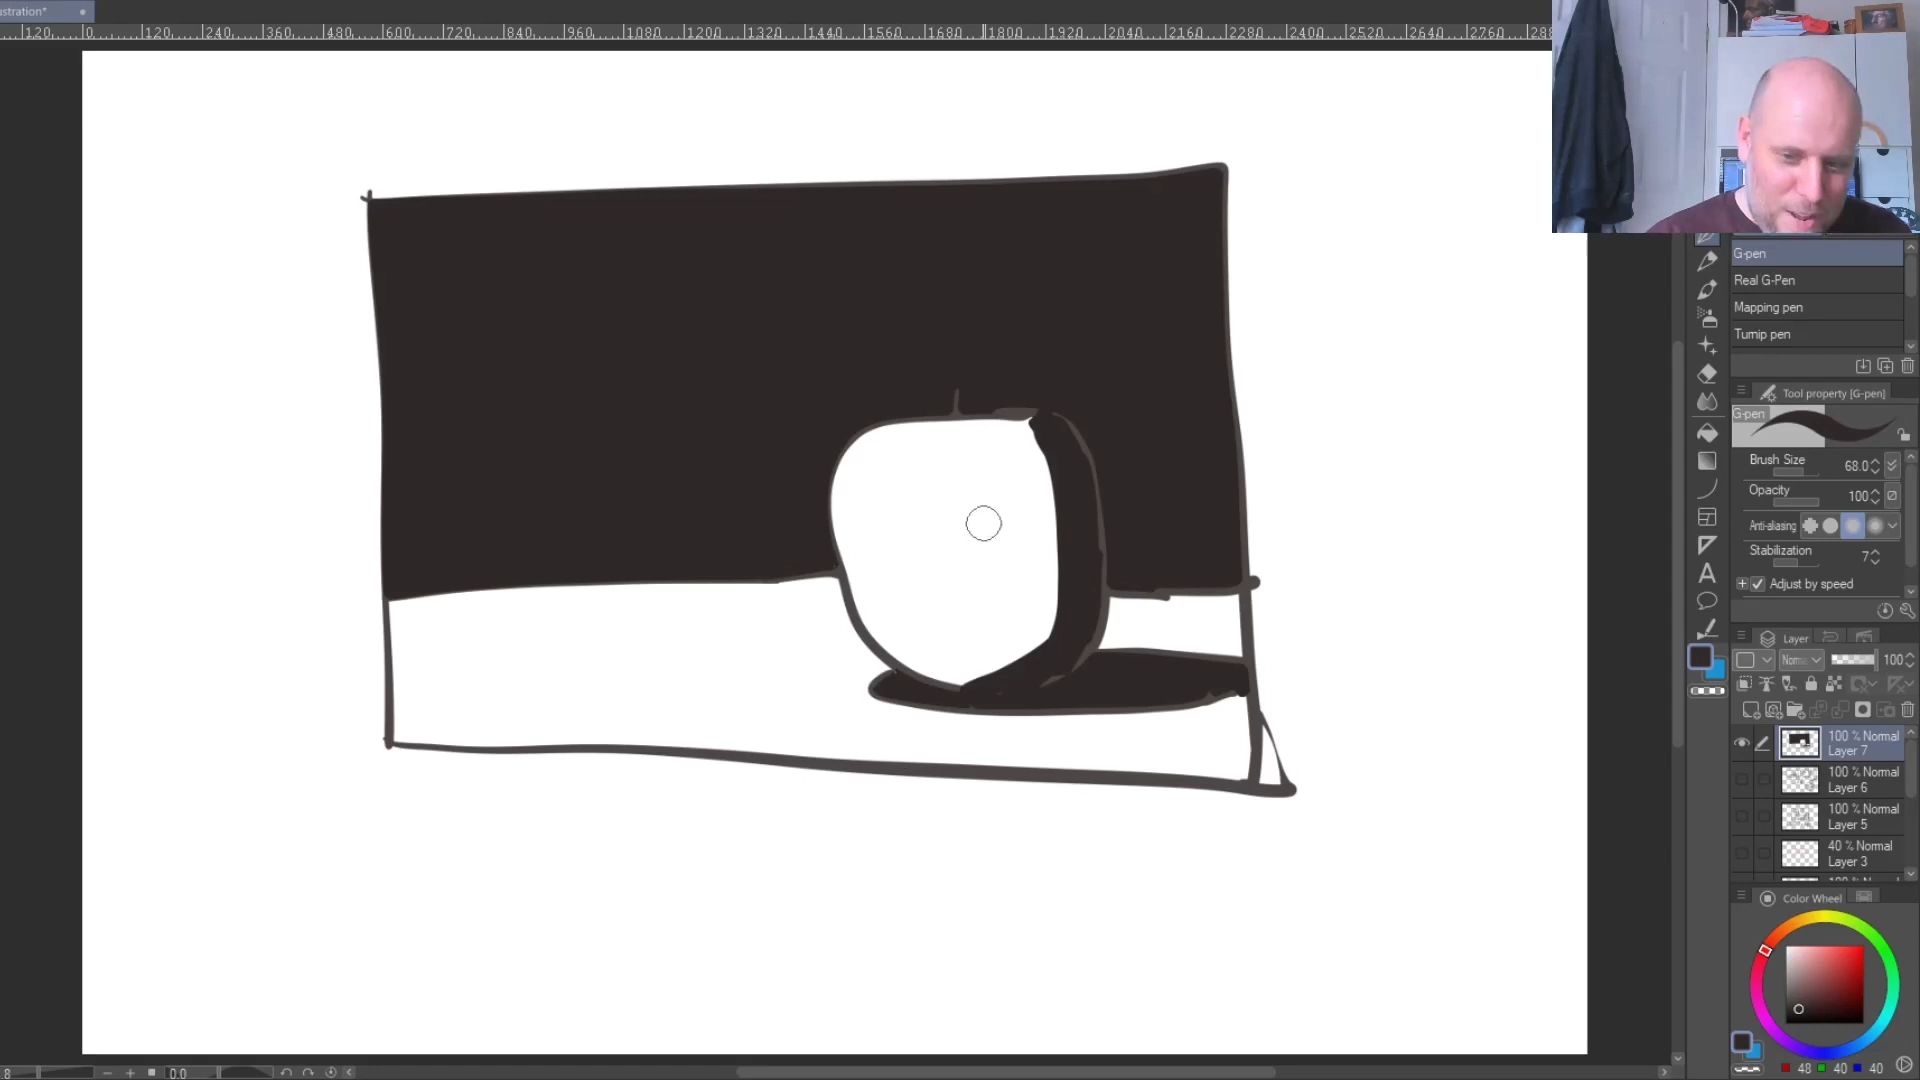 stration*
120 0 120 240 360 480 600 720 840 960 1080 1200 1320 1440 1560 1680 1800 1920 2040 2160 2280 2400 2520 2640 2760 288
G-pen
Real G-Pen
Mapping pen
Turnip pen
Tool property [G-pen]
G-pen
Brush Size 68.0
Opacity 100
Anti-aliasing
Stabilization 7
Adjust by speed
Layer
Norm 100
100 % Normal
Layer 7
100 % Normal
Layer 6
100 % Normal
Layer 5
40 % Normal
Layer 3
Color Wheel
48 40 40
8 0.0